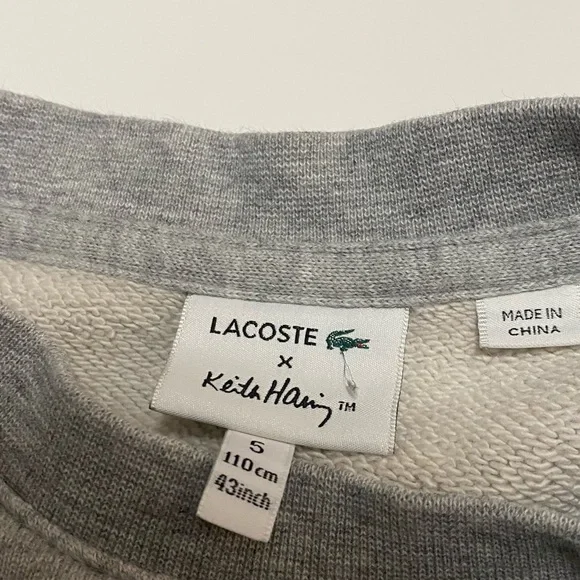 LACOSTE
x
Keith Haring TM
5
110cm
43inch
MADE IN
CHINA